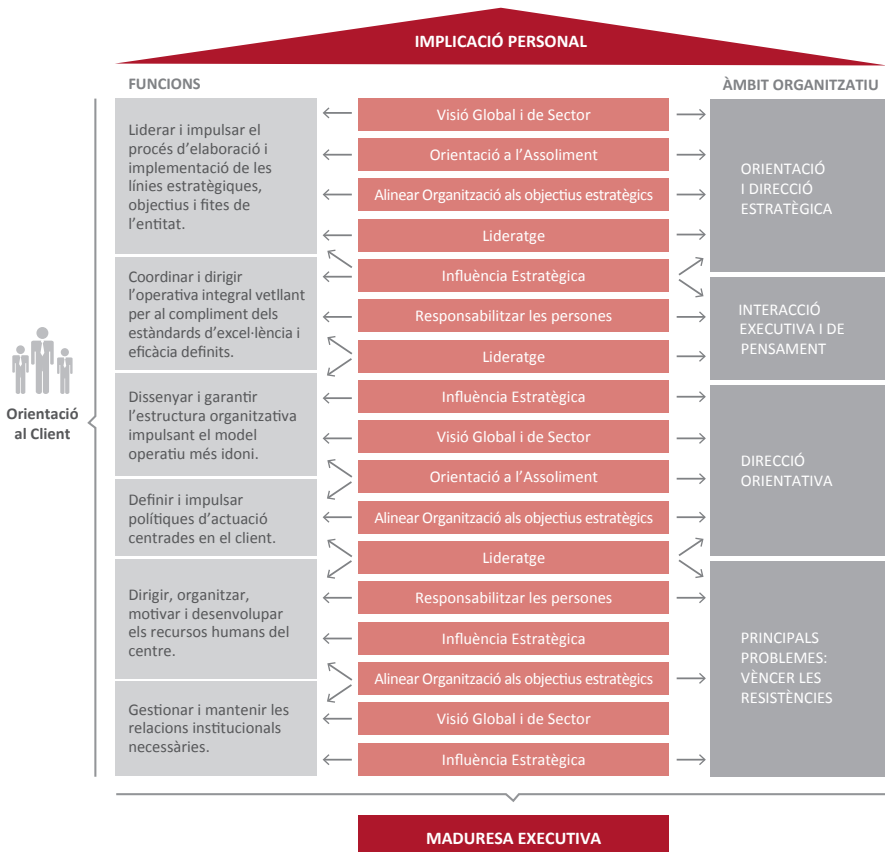 IMPLICACIÓ PERSONAL
FUNCIONS
ÀMBIT ORGANITZATIU
Orientació
al Client
Liderar i impulsar el
procés d'elaboració i
implementació de les
línies estratègiques,
objectius i fites de
l'entitat.
Coordinar i dirigir
l'operativa integral vetllant
per al compliment dels
estàndards d'excel·lència i
eficàcia definits.
Dissenyar i garantir
l'estructura organitzativa
impulsant el model
operatiu més idoni.
Definir i impulsar
polítiques d'actuació
centrades en el client.
Dirigir, organitzar,
motivar i desenvolupar
els recursos humans del
centre.
Gestionar i mantenir les
relacions institucionals
necessàries.
Visió Global i de Sector
Orientació a l'Assoliment
Alinear Organització als objectius estratègics
Lideratge
Influència Estratègica
Responsabilitzar les persones
Lideratge
Influència Estratègica
Visió Global i de Sector
Orientació a l'Assoliment
Alinear Organització als objectius estratègics
Lideratge
Responsabilitzar les persones
Influència Estratègica
Alinear Organització als objectius estratègics
Visió Global i de Sector
Influència Estratègica
ORIENTACIÓ
I DIRECCIÓ
ESTRATÈGICA
INTERACCIÓ
EXECUTIVA I DE
PENSAMENT
DIRECCIÓ
ORIENTATIVA
PRINCIPALS
PROBLEMES:
VÈNCER LES
RESISTÈNCIES
MADURESA EXECUTIVA